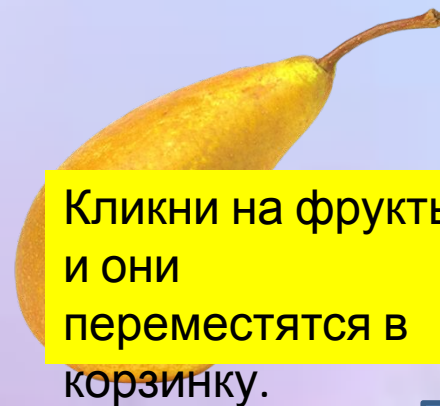 Кликни на фрукты
и они
переместятся в
корзинку.